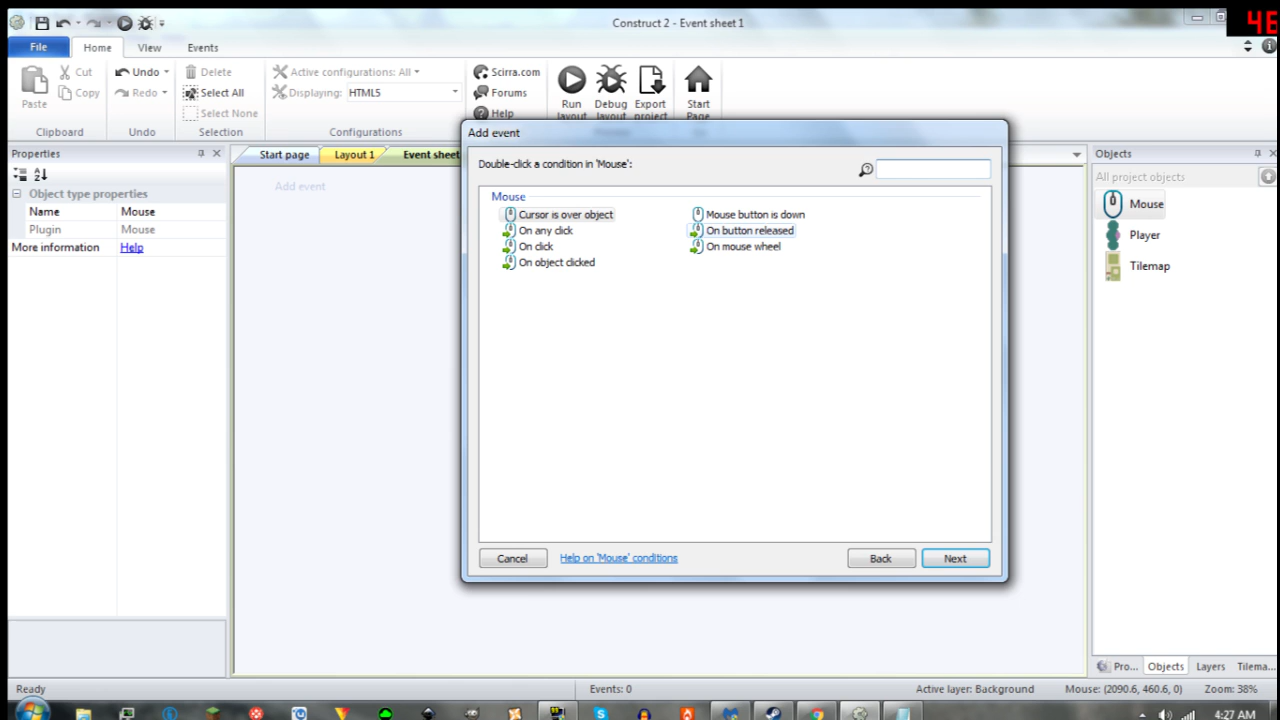 Construct 2 - Event sheet 1
File Home View Events
Paste Cut Copy
Undo Redo
Delete Select All Select None
Active configurations: All
Displaying: HTML5
Scirra.com
Forums
Help
Run layout
Debug layout
Export project
Start Page
Clipboard Undo Selection Configurations
Properties
Object type properties
Name Mouse
Plugin Mouse
More information Help
Start page Layout 1 Event sheet
Add event
Add event
Double-click a condition in 'Mouse':
Mouse
Cursor is over object
On any click
On click
On object clicked
Mouse button is down
On button released
On mouse wheel
Cancel Help on 'Mouse' conditions Back Next
Objects
All project objects
Mouse
Player
Tilemap
Pro... Objects Layers Tilema...
Ready Events: 0 Active layer: Background Mouse: (2090.6, 460.6, 0) Zoom: 38%
4:27 AM